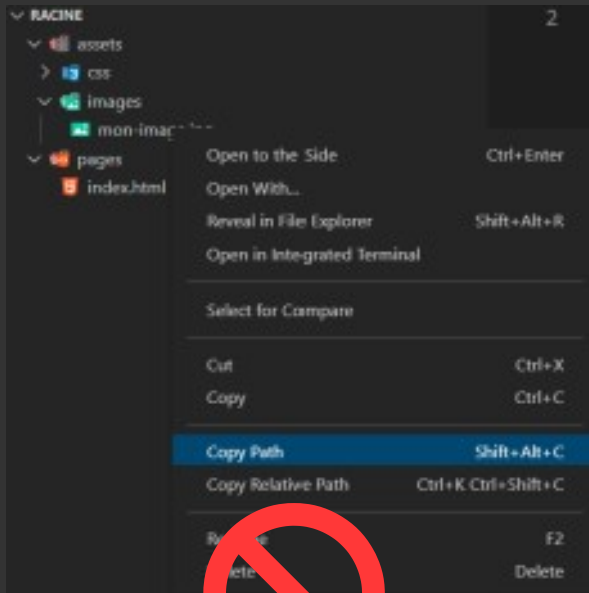 RACINE
2
assets
css
images
pages
index.html
Open to the Side Ctrl+Enter
Open With...
Reveal in File Explorer Shift+Alt+R
Open in Integrated Terminal
Select for Compare
Cut Ctrl+X
Copy Ctrl+C
Copy Path Shift+Alt+C
Copy Relative Path Ctrl+K Ctrl+Shift+C
F2
Delete